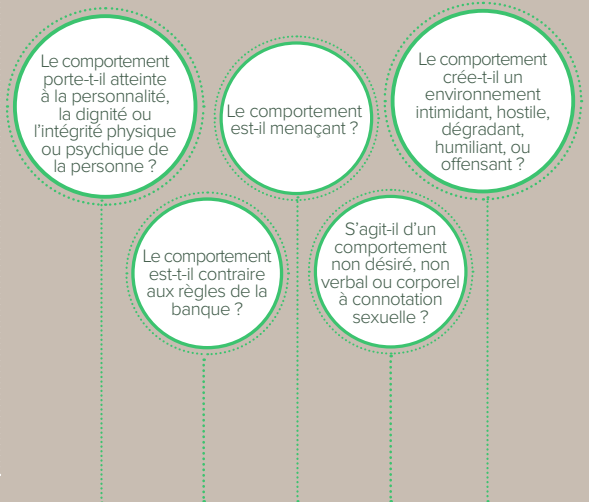 Le comportement
porte-t-il atteinte
à la personnalité,
la dignité ou
l'intégrité physique
ou psychique de
la personne ?
Le comportement
est-il menaçant ?
Le comportement
crée-t-il un
environnement
intimidant, hostile,
dégradant,
humiliant, ou
offensant ?
Le comportement
est-t-il contraire
aux règles de la
banque ?
S'agit-il d'un
comportement
non désiré, non
verbal ou corporel
à connotation
sexuelle ?